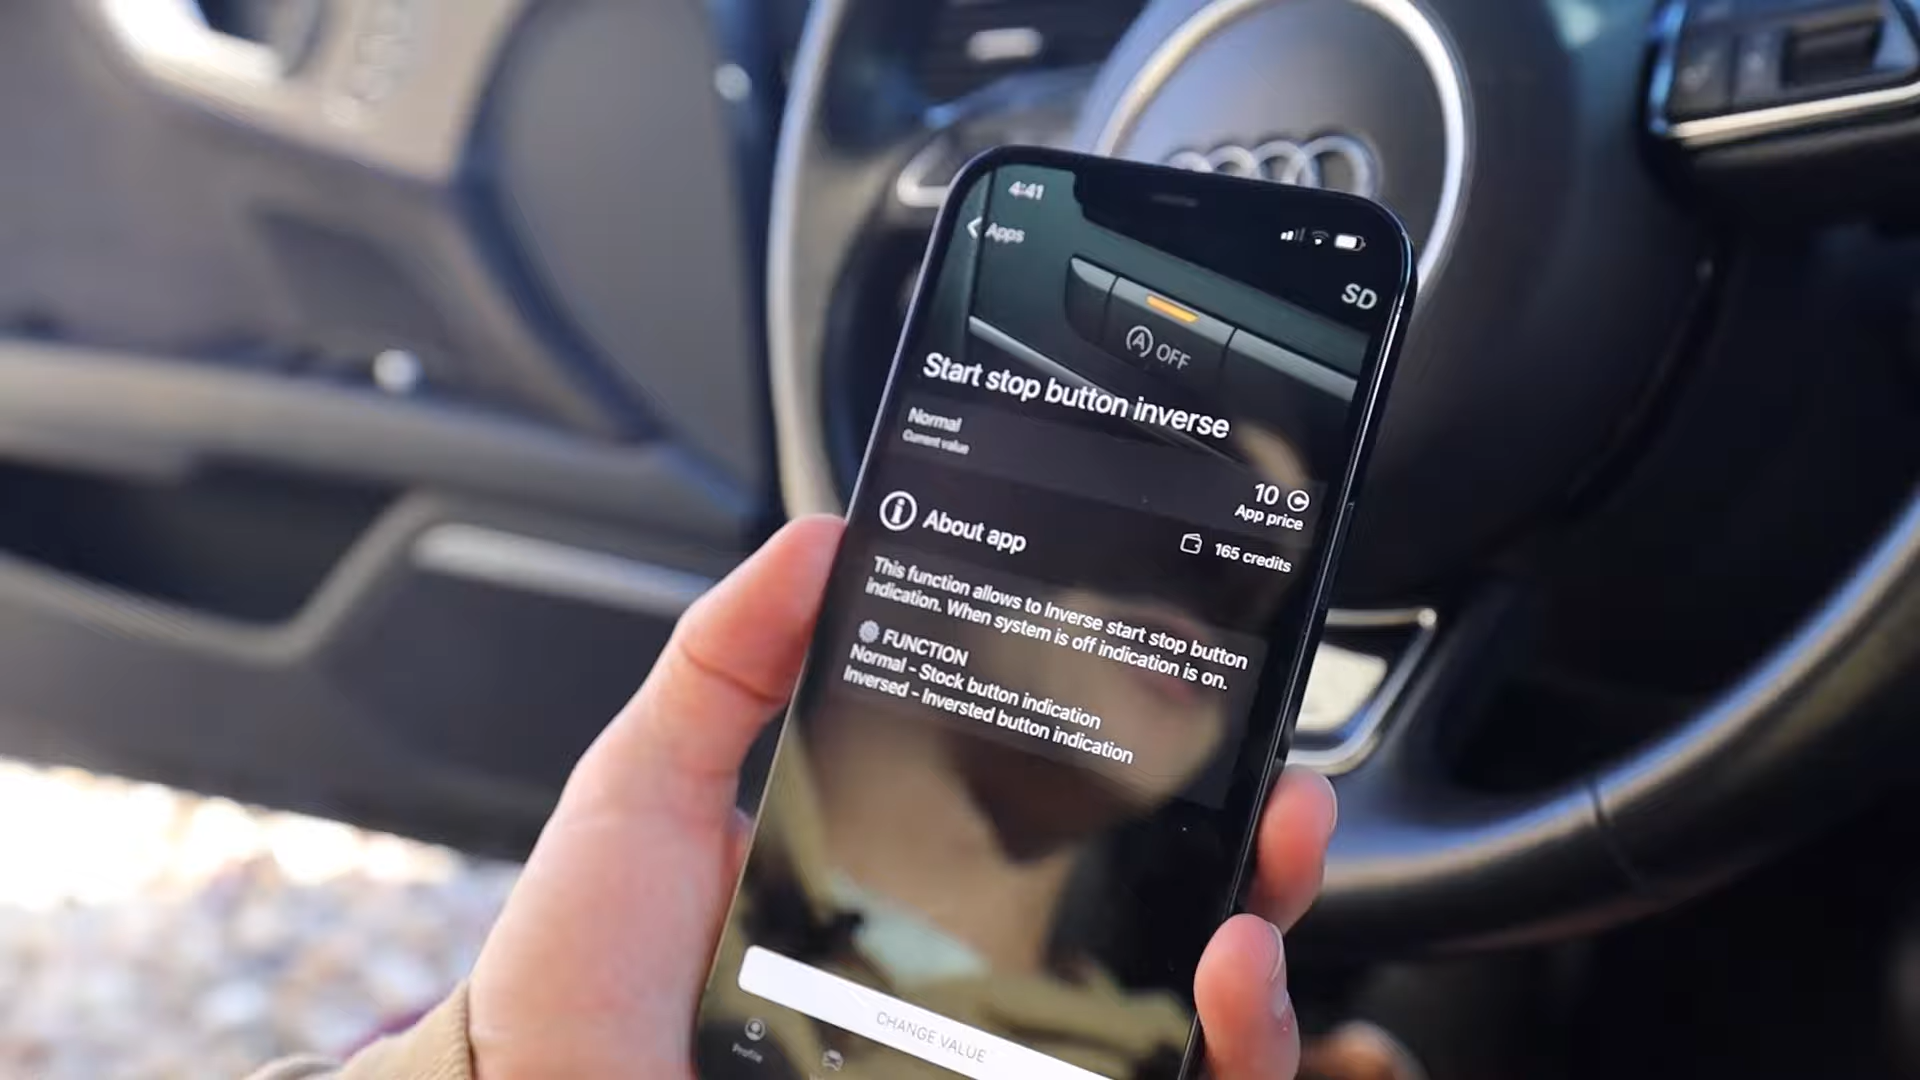 4:41
Apps
SD
A OFF
Start stop button inverse
Normal
Current value
10
App price
165 credits
About app
This function allows to Inverse start stop button
indication. When system is off indication is on.
FUNCTION
Normal - Stock button indication
Inversed - Inversted button indication
CHANGE VALUE
Profile